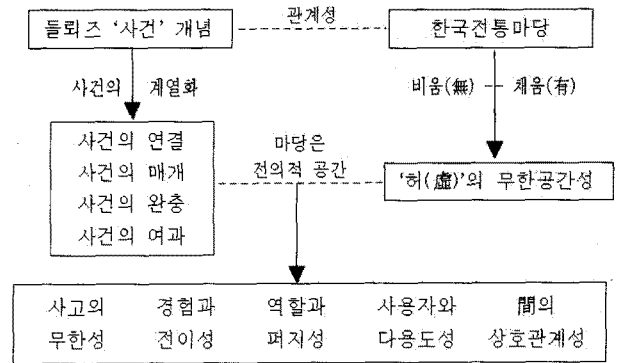 들뢰즈 ‘사건’ 개념
관계성
한국전통마당
사건의 계열화
비움(無) 채움(有)
사건의 연결
사건의 매개
사건의 완충
사건의 여과
마당은
전의적 공간
‘허(虛)’의 무한공간성
사고의 경험과 역할과 사용자와 間의
무한성 전이성 퍼지성 다용도성 상호관계성